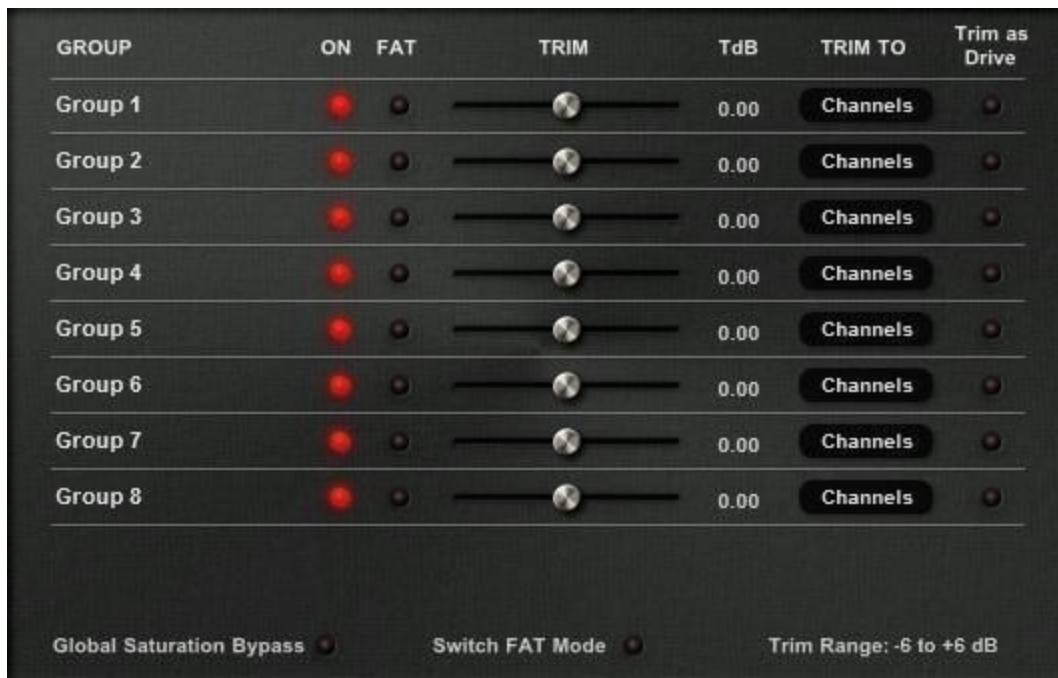 GROUP ON FAT TRIM TdB TRIM TO Trim as Drive
Group 1 0.00 Channels
Group 2 0.00 Channels
Group 3 0.00 Channels
Group 4 0.00 Channels
Group 5 0.00 Channels
Group 6 0.00 Channels
Group 7 0.00 Channels
Group 8 0.00 Channels
Global Saturation Bypass Switch FAT Mode Trim Range: -6 to +6 dB